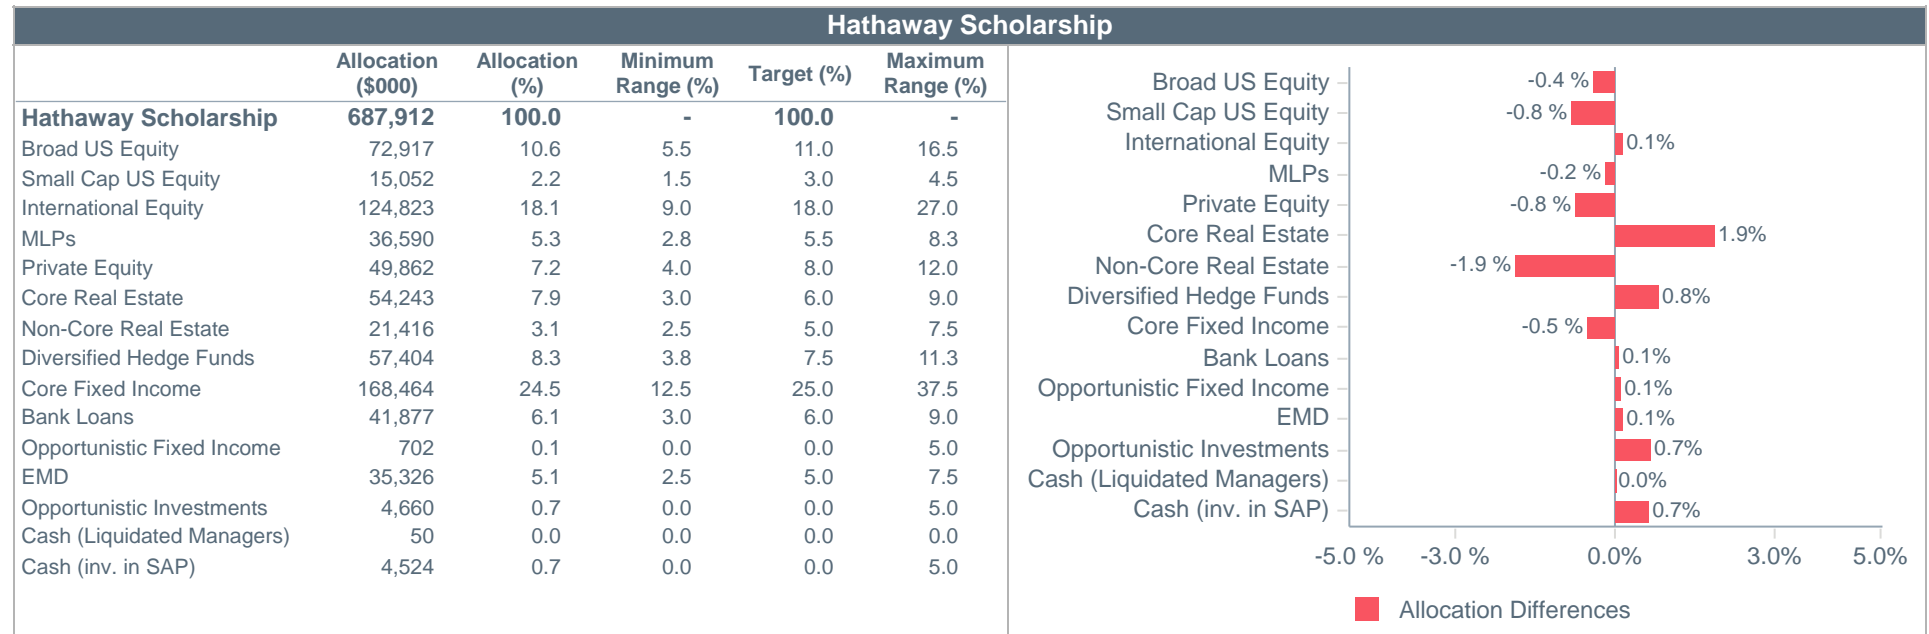 Hathaway Scholarship
Allocation ($000) Allocation (%) Minimum Range (%) Target (%) Maximum Range (%)
Hathaway Scholarship 687,912 100.0 - 100.0 -
Broad US Equity 72,917 10.6 5.5 11.0 16.5
Small Cap US Equity 15,052 2.2 1.5 3.0 4.5
International Equity 124,823 18.1 9.0 18.0 27.0
MLPs 36,590 5.3 2.8 5.5 8.3
Private Equity 49,862 7.2 4.0 8.0 12.0
Core Real Estate 54,243 7.9 3.0 6.0 9.0
Non-Core Real Estate 21,416 3.1 2.5 5.0 7.5
Diversified Hedge Funds 57,404 8.3 3.8 7.5 11.3
Core Fixed Income 168,464 24.5 12.5 25.0 37.5
Bank Loans 41,877 6.1 3.0 6.0 9.0
Opportunistic Fixed Income 702 0.1 0.0 0.0 5.0
EMD 35,326 5.1 2.5 5.0 7.5
Opportunistic Investments 4,660 0.7 0.0 0.0 5.0
Cash (Liquidated Managers) 50 0.0 0.0 0.0 0.0
Cash (inv. in SAP) 4,524 0.7 0.0 0.0 5.0
Broad US Equity -0.4 %
Small Cap US Equity -0.8 %
International Equity 0.1%
MLPs -0.2 %
Private Equity -0.8 %
Core Real Estate 1.9%
Non-Core Real Estate -1.9 %
Diversified Hedge Funds 0.8%
Core Fixed Income -0.5 %
Bank Loans 0.1%
Opportunistic Fixed Income 0.1%
EMD 0.1%
Opportunistic Investments 0.7%
Cash (Liquidated Managers) 0.0%
Cash (inv. in SAP) 0.7%
-5.0 % -3.0 % 0.0% 3.0% 5.0%
Allocation Differences